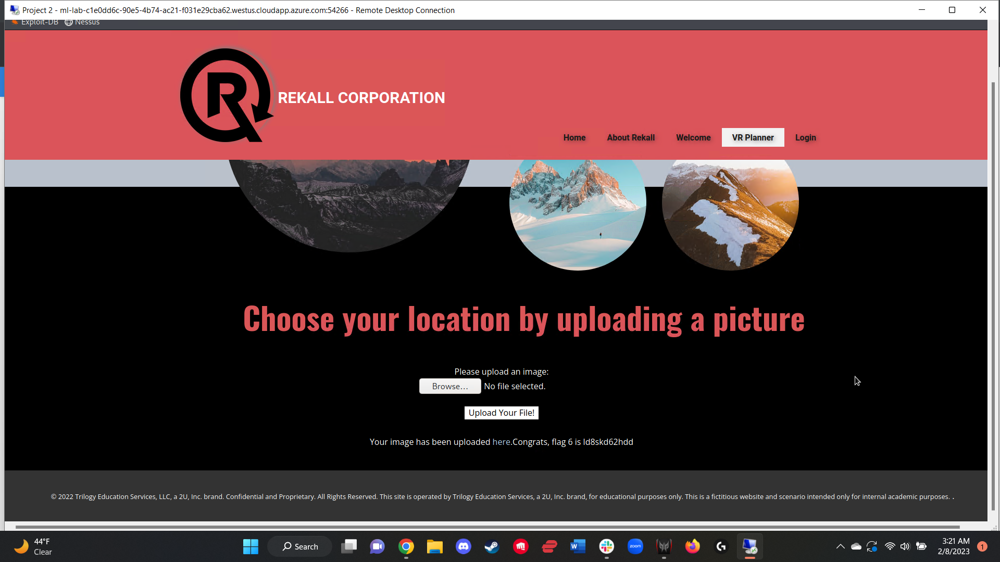 Project 2 - ml-lab-c1e0dd6c-90e5-4b74-ac21-f031e29cba62.westus.cloudapp.azure.com:54266 - Remote Desktop Connection
Exploit-DB Nessus
R
REKALL CORPORATION
Home About Rekall Welcome VR Planner Login
Choose your location by uploading a picture
Please upload an image:
Browse... No file selected.
Upload Your File!
Your image has been uploaded here.Congrats, flag 6 is ld8skd62hdd
© 2022 Trilogy Education Services, LLC, a 2U, Inc. brand. Confidential and Proprietary. All Rights Reserved. This site is operated by Trilogy Education Services, a 2U, Inc. brand, for educational purposes only. This is a fictitious website and scenario intended only for internal academic purposes. .
44°F
Clear
Search
W
zoom
G
3:21 AM
2/8/2023
1